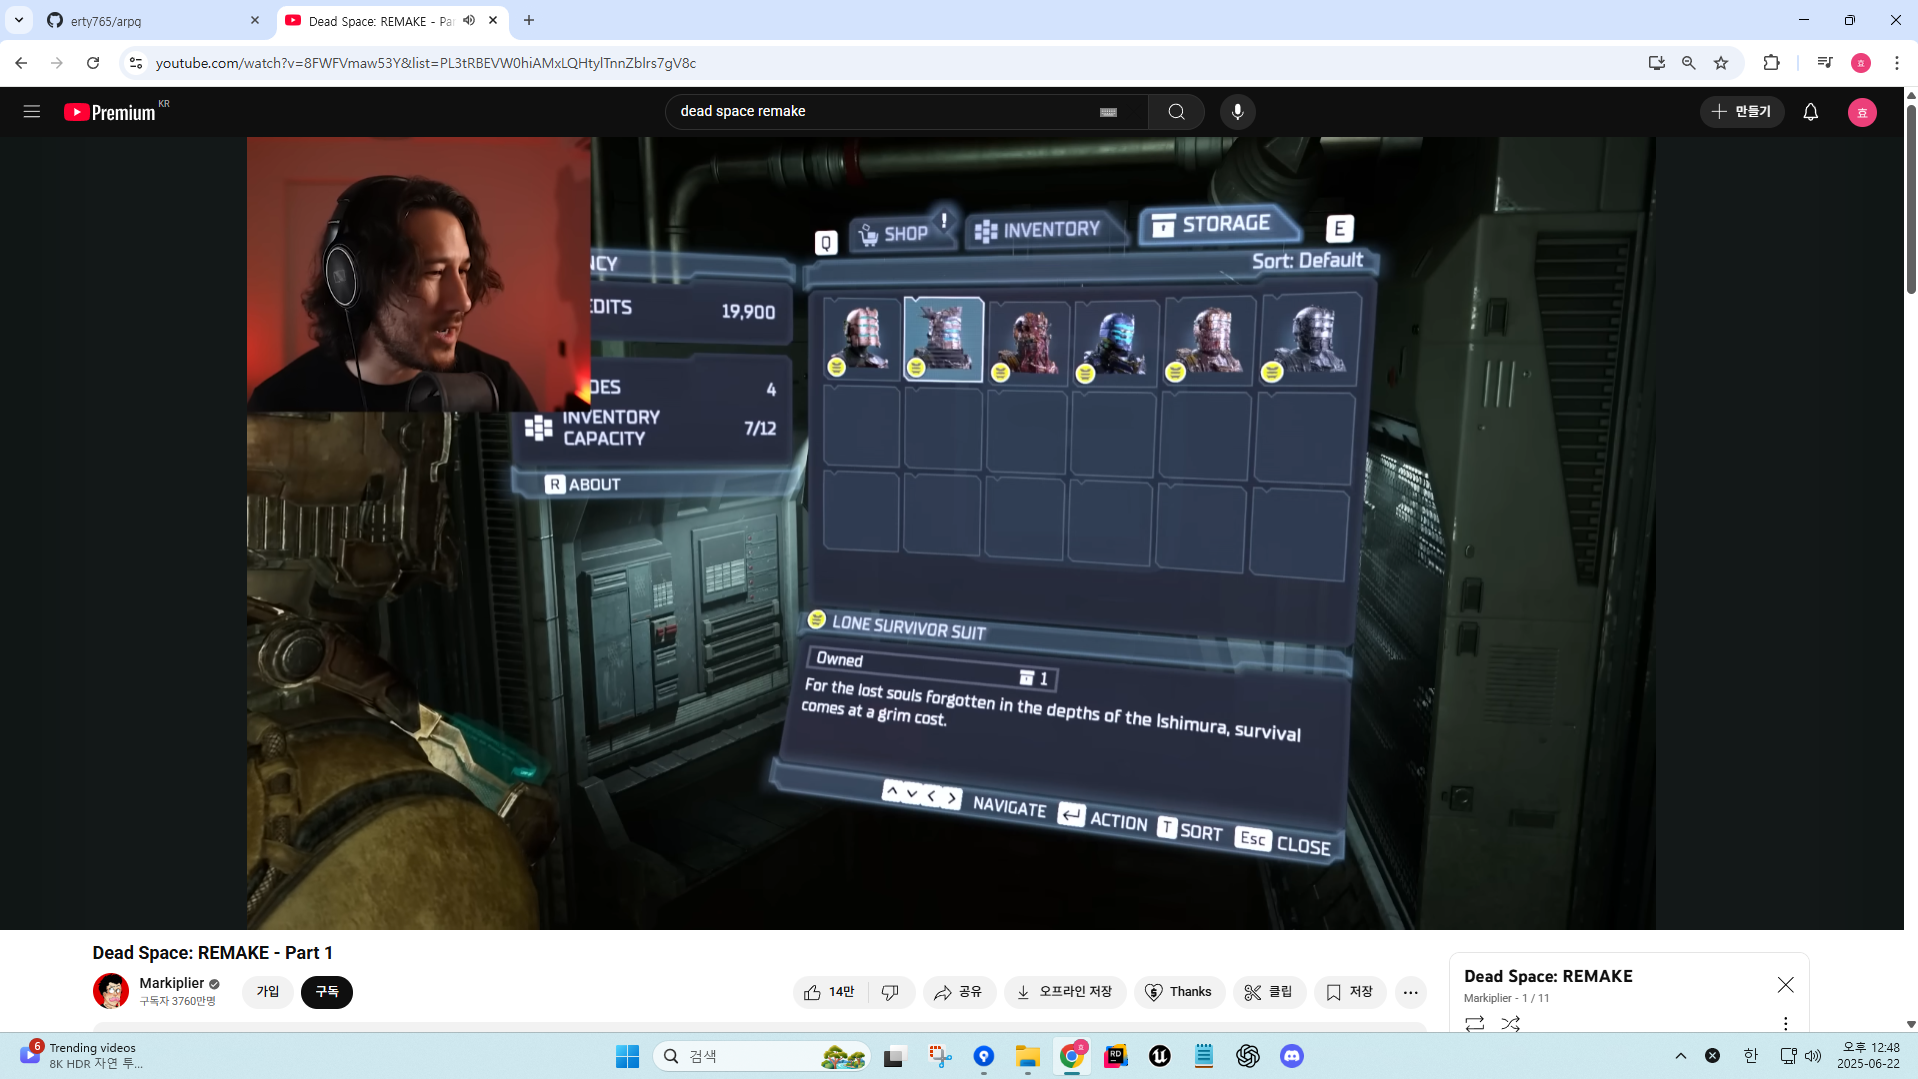 erty765/arpq
Dead Space: REMAKE - Par
youtube.com/watch?v=8FWFVmaw53Y&list=PL3tRBEVW0hiAMxLQHtylTnnZblrs7gV8c
효
Premium KR
dead space remake
만들기
효
Q
SHOP
!
INVENTORY
STORAGE
E
NCY
Sort: Default
EDITS 19,900
DES 4
INVENTORY
CAPACITY
7/12
R ABOUT
LONE SURVIVOR SUIT
Owned
1
For the lost souls forgotten in the depths of the Ishimura, survival
comes at a grim cost.
NAVIGATE
ACTION
T SORT
Esc CLOSE
Dead Space: REMAKE - Part 1
Markiplier
구독자 3760만명
가입
구독
14만
공유
오프라인 저장
Thanks
클립
저장
Dead Space: REMAKE
Markiplier - 1 / 11
6
Trending videos
8K HDR 자연 투...
검색
효
RD
한
오후 12:48
2025-06-22